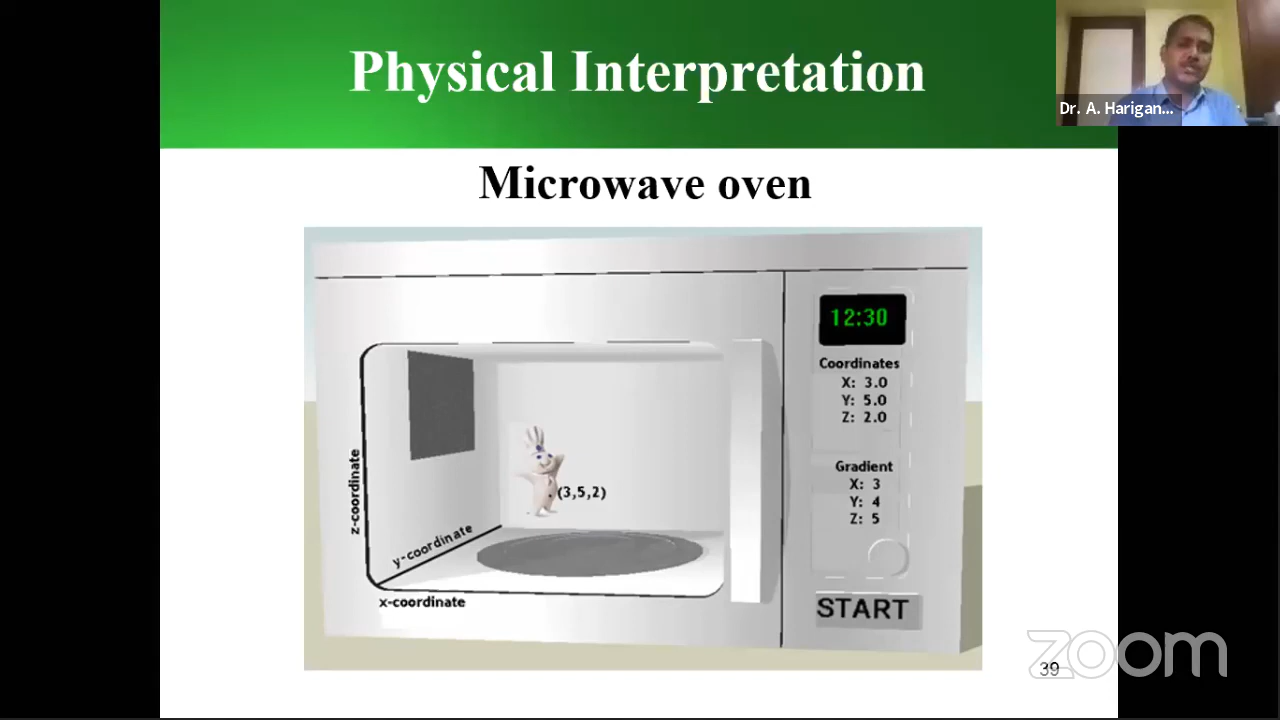 Physical Interpretation
Dr. A. Harigan...
Microwave oven
12:30
Coordinates
X: 3.0
Y: 5.0
Z: 2.0
Gradient
X: 3
Y: 4
Z: 5
START
z-coordinate
y-coordinate
x-coordinate
(3,5,2)
zoom
39